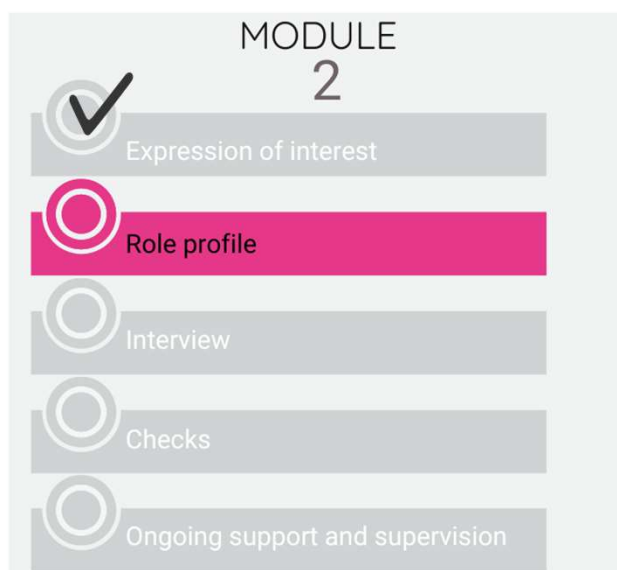 MODULE
2
Expression of interest
Role profile
Interview
Checks
Ongoing support and supervision